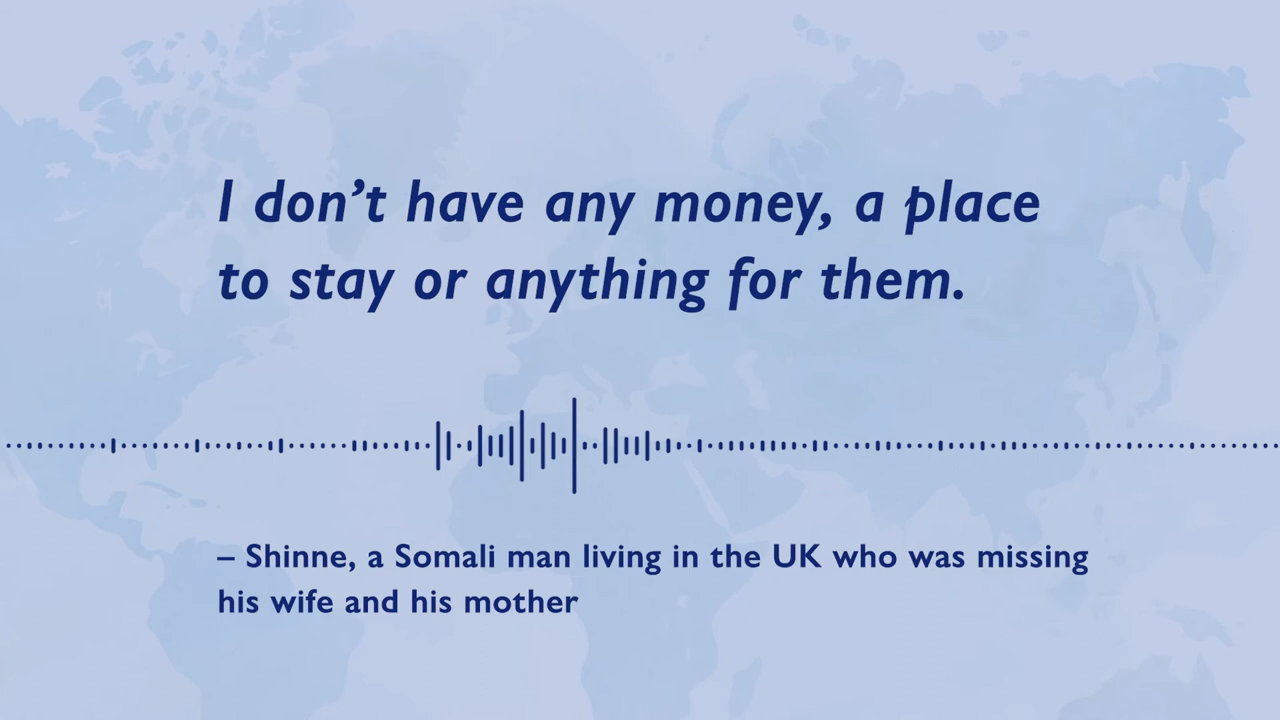 I don’t have any money, a place
to stay or anything for them.
– Shinne, a Somali man living in the UK who was missing
his wife and his mother